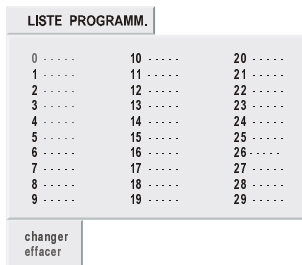 LISTE PROGRAMM.
0 ----- 10 ----- 20 -----
1 ----- 11 ----- 21 -----
2 ----- 12 ----- 22 -----
3 ----- 13 ----- 23 -----
4 ----- 14 ----- 24 -----
5 ----- 15 ----- 25 -----
6 ----- 16 ----- 26 -----
7 ----- 17 ----- 27 -----
8 ----- 18 ----- 28 -----
9 ----- 19 ----- 29 -----
changer
effacer